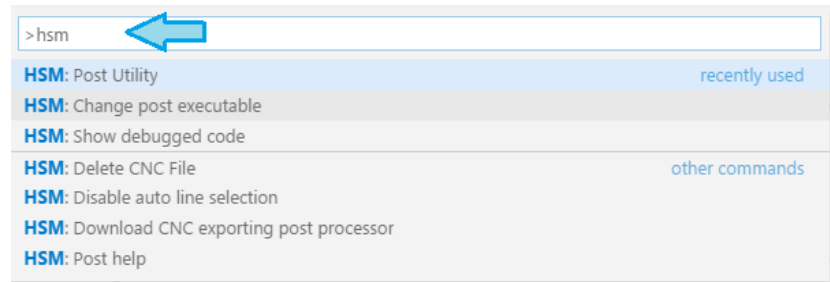 >hsm
HSM: Post Utility recently used
HSM: Change post executable
HSM: Show debugged code
HSM: Delete CNC File other commands
HSM: Disable auto line selection
HSM: Download CNC exporting post processor
HSM: Post help